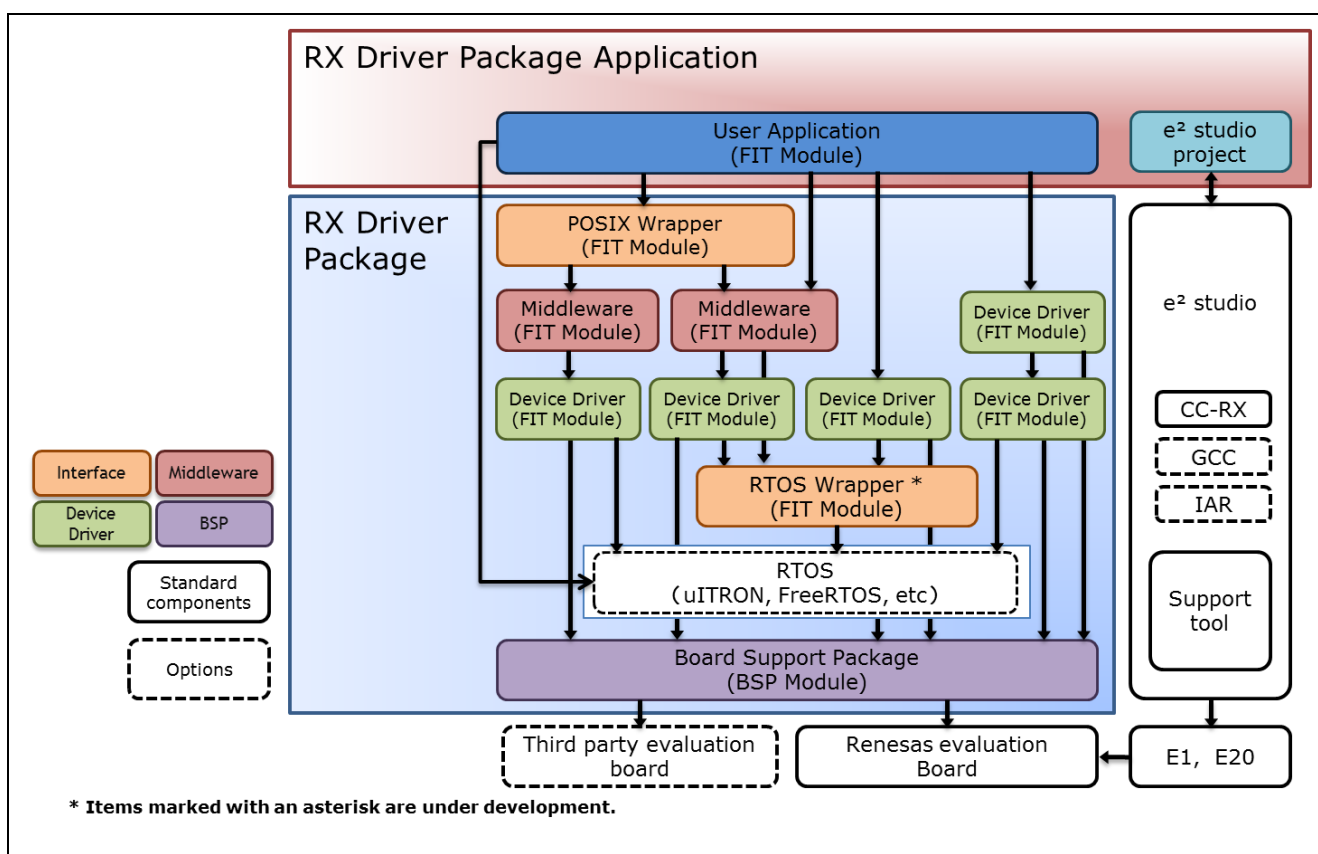 RX Driver Package Application
User Application
(FIT Module)
e² studio
project
RX Driver
Package
POSIX Wrapper
(FIT Module)
Middleware
(FIT Module)
Middleware
(FIT Module)
Device Driver
(FIT Module)
e² studio
Device Driver
(FIT Module)
Device Driver
(FIT Module)
Device Driver
(FIT Module)
Device Driver
(FIT Module)
CC-RX
GCC
IAR
Interface
Middleware
Device
Driver
BSP
RTOS Wrapper *
(FIT Module)
Standard
components
RTOS
(uITRON, FreeRTOS, etc)
Support
tool
Options
Board Support Package
(BSP Module)
Third party evaluation
board
Renesas evaluation
Board
E1, E20
* Items marked with an asterisk are under development.